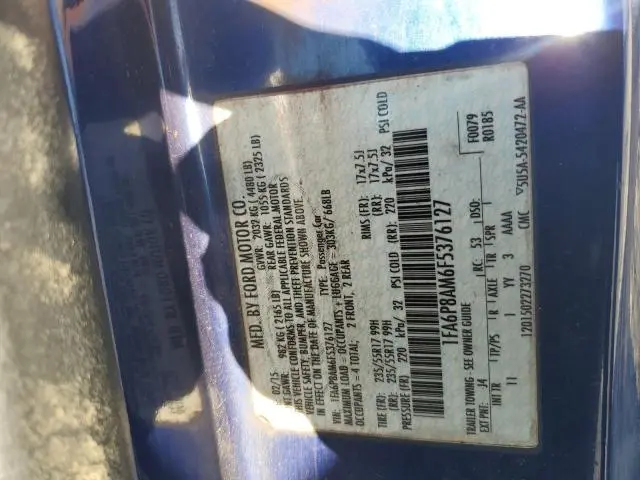 MFD. BY FORD MOTOR CO.
02/15 GVWR: 2032 KG ( 4480 LB)
FRONT GAWR: 982 KG ( 2165 LB) REAR GAWR: 1055 KG ( 2325 LB)
THIS VEHICLE CONFORMS TO ALL APPLICABLE FEDERAL MOTOR
VEHICLE SAFETY, BUMPER, AND THEFT PREVENTION STANDARDS
IN EFFECT ON THE DATE OF MANUFACTURE SHOWN ABOVE.
VIN: 1FA6P8AM6F5376127 TYPE: Passenger Car
MAXIMUM LOAD = OCCUPANTS + LUGGAGE = 303KG/ 668LB
OCCUPANTS = 4 TOTAL; 2 FRONT, 2 REAR
TIRE (FR): 235/55R17 99H RIMS (FR): 17x7.5J
(RR): 235/55R17 99H (RR): 17x7.5J
PRESSURE (FR): 220 kPa/ 32 PSI COLD (RR): 220 kPa/ 32 PSI COLD
1FA6P8AM6F5376127
F0079
R0185
TRAILER TOWING - SEE OWNER GUIDE
EXT PNT: J4 RC: 53 DSO:
INT TR TP/PS R AXLE TR SPR
11 I YY 3 AAAA
12015022773270 CMC 5U5A-5420472-AA